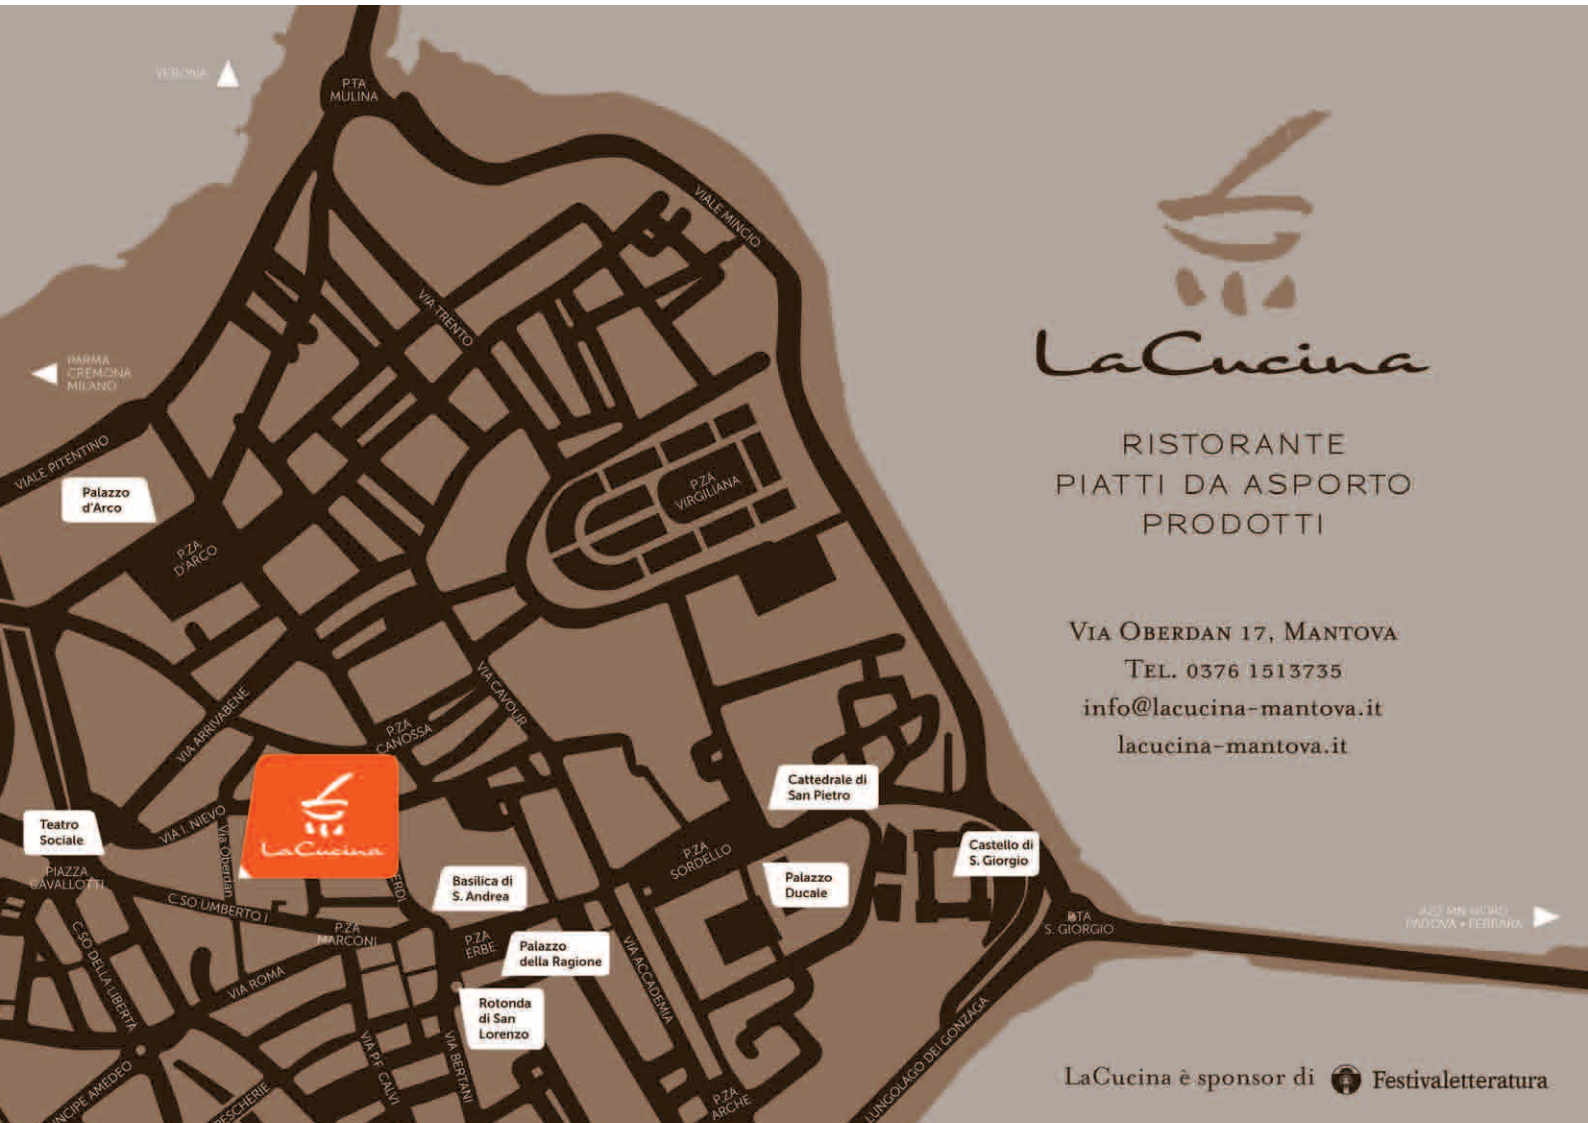 VERONA
P.TA
MULINA
VIALE MINCIO
VIA TRENTO
PARMA
CREMONA
MILANO
VIALE PITENTINO
Palazzo
d'Arco
P.ZA
D'ARCO
P.ZA
VIRGILIANA
VIA CAVOUR
VIA ARRIVABENE
P.ZA
CANOSSA
LaCucina
VIA I. NIEVO
Via Oberdan
Teatro
Sociale
PIAZZA
CAVALLOTTI
C.SO UMBERTO I
C.SO DELLA LIBERTA
P.ZA
MARCONI
VIA ROMA
Basilica di
S. Andrea
P.ZA
ERBE
Palazzo
della Ragione
Rotonda
di San
Lorenzo
VIA P.F. CALVI
VIA BERTANI
VIA ACCADEMIA
P.ZA
SORDELLO
Cattedrale di
San Pietro
Palazzo
Ducale
Castello di
S. Giorgio
S. GIORGIO
LUNGOLAGO DEI GONZAGA
P.ZA
ARCHE
PADOVA • FERRARA
LaCucina
RISTORANTE
PIATTI DA ASPORTO
PRODOTTI
VIA OBERDAN 17, MANTOVA
TEL. 0376 1513735
info@lacucina-mantova.it
lacucina-mantova.it
LaCucina è sponsor di Festivaletteratura